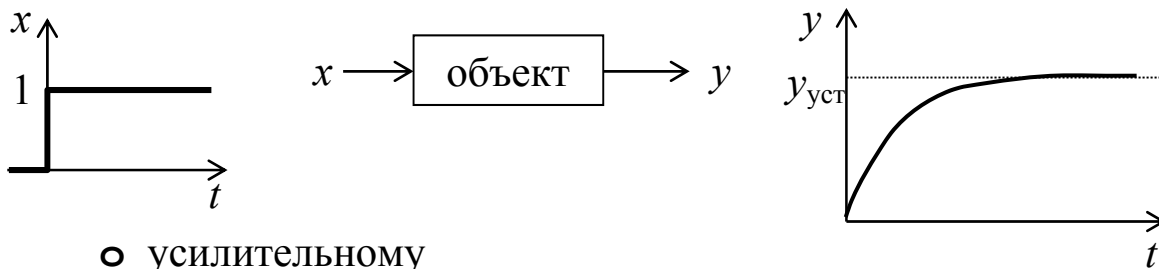 x
1
t
x
объект
y
y
yуст
t
усилительному